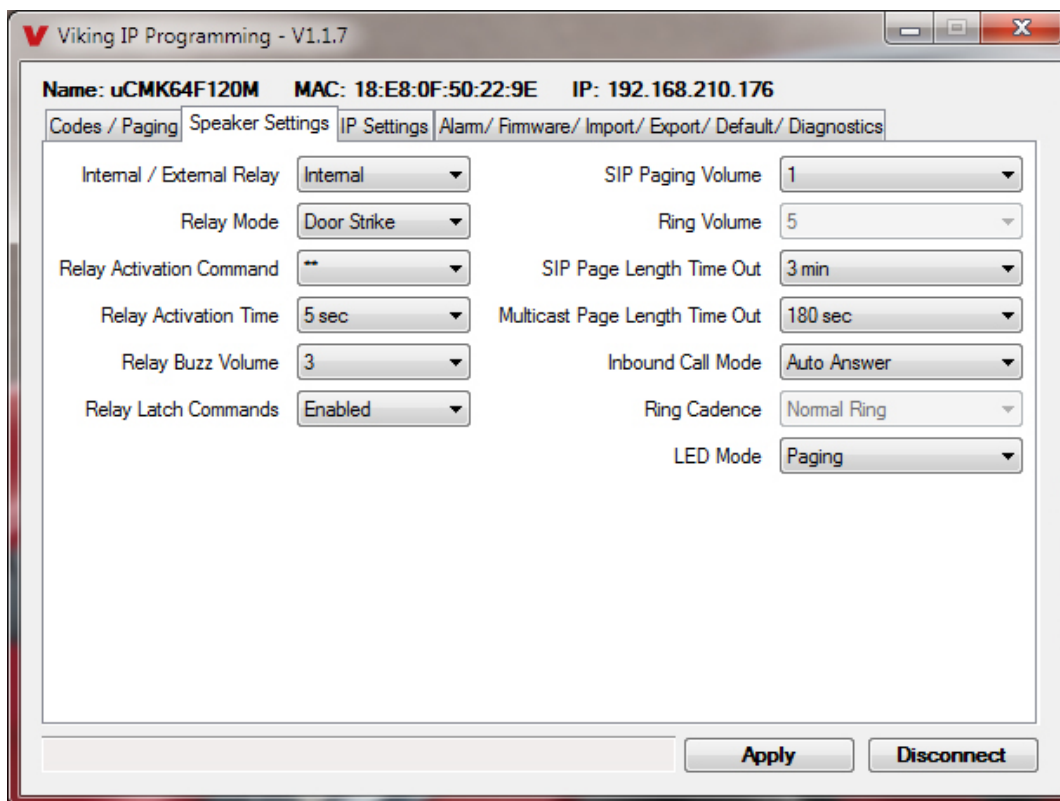 Viking IP Programming - V1.1.7
Name: uCMK64F120M MAC: 18:E8:0F:50:22:9E IP: 192.168.210.176
Codes / Paging Speaker Settings IP Settings Alarm/ Firmware/ Import/ Export/ Default/ Diagnostics
Internal / External Relay Internal SIP Paging Volume 1
Relay Mode Door Strike Ring Volume 5
Relay Activation Command ** SIP Page Length Time Out 3 min
Relay Activation Time 5 sec Multicast Page Length Time Out 180 sec
Relay Buzz Volume 3 Inbound Call Mode Auto Answer
Relay Latch Commands Enabled Ring Cadence Normal Ring
LED Mode Paging
Apply Disconnect